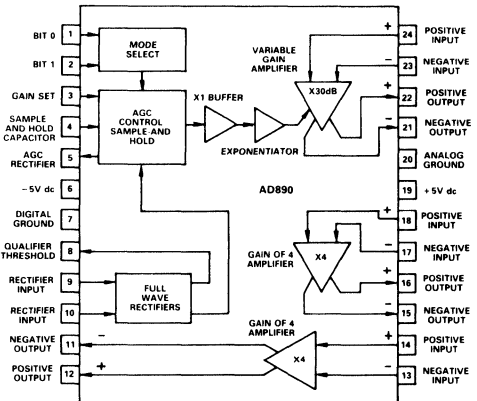 BIT 0
1
BIT 1
2
GAIN SET
3
SAMPLE
AND HOLD
CAPACITOR
4
AGC
RECTIFIER
5
−5V dc
6
DIGITAL
GROUND
7
QUALIFIER
THRESHOLD
8
RECTIFIER
INPUT
9
RECTIFIER
INPUT
10
NEGATIVE
OUTPUT
11
−
POSITIVE
OUTPUT
12
+
MODE
SELECT
AGC
CONTROL
SAMPLE-AND
HOLD
X1 BUFFER
EXPONENTIATOR
VARIABLE
GAIN
AMPLIFIER
X30dB
AD890
FULL
WAVE
RECTIFIERS
GAIN OF 4
AMPLIFIER
X4
GAIN OF 4
AMPLIFIER
X4
+
24
POSITIVE
INPUT
−
23
NEGATIVE
INPUT
+
22
POSITIVE
OUTPUT
−
21
NEGATIVE
OUTPUT
20
ANALOG
GROUND
19
+5V dc
+
18
POSITIVE
INPUT
−
17
NEGATIVE
INPUT
+
16
POSITIVE
OUTPUT
−
15
NEGATIVE
OUTPUT
+
14
POSITIVE
INPUT
−
13
NEGATIVE
INPUT